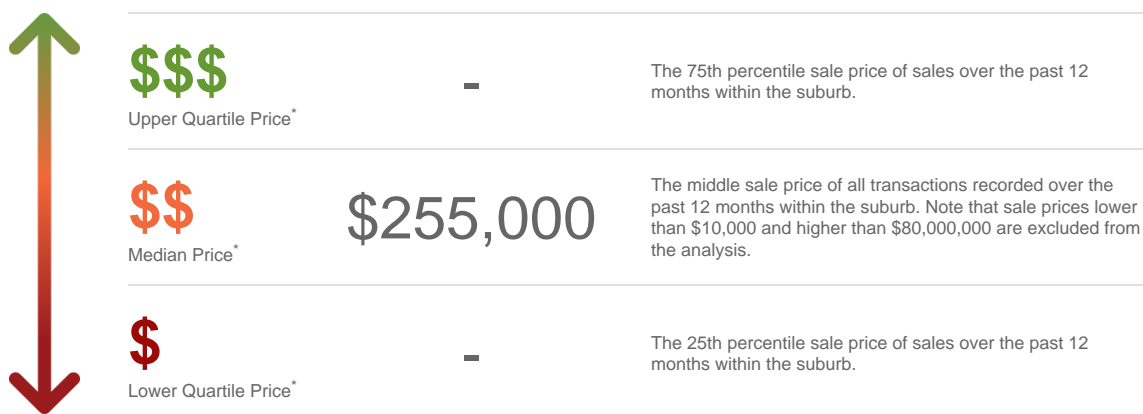 $$$
Upper Quartile Price*
-
The 75th percentile sale price of sales over the past 12
months within the suburb.
$$
Median Price*
$255,000
The middle sale price of all transactions recorded over the
past 12 months within the suburb. Note that sale prices lower
than $10,000 and higher than $80,000,000 are excluded from
the analysis.
$
Lower Quartile Price*
-
The 25th percentile sale price of sales over the past 12
months within the suburb.